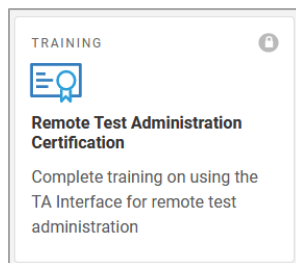 TRAINING
Remote Test Administration
Certification
Complete training on using the
TA Interface for remote test
administration